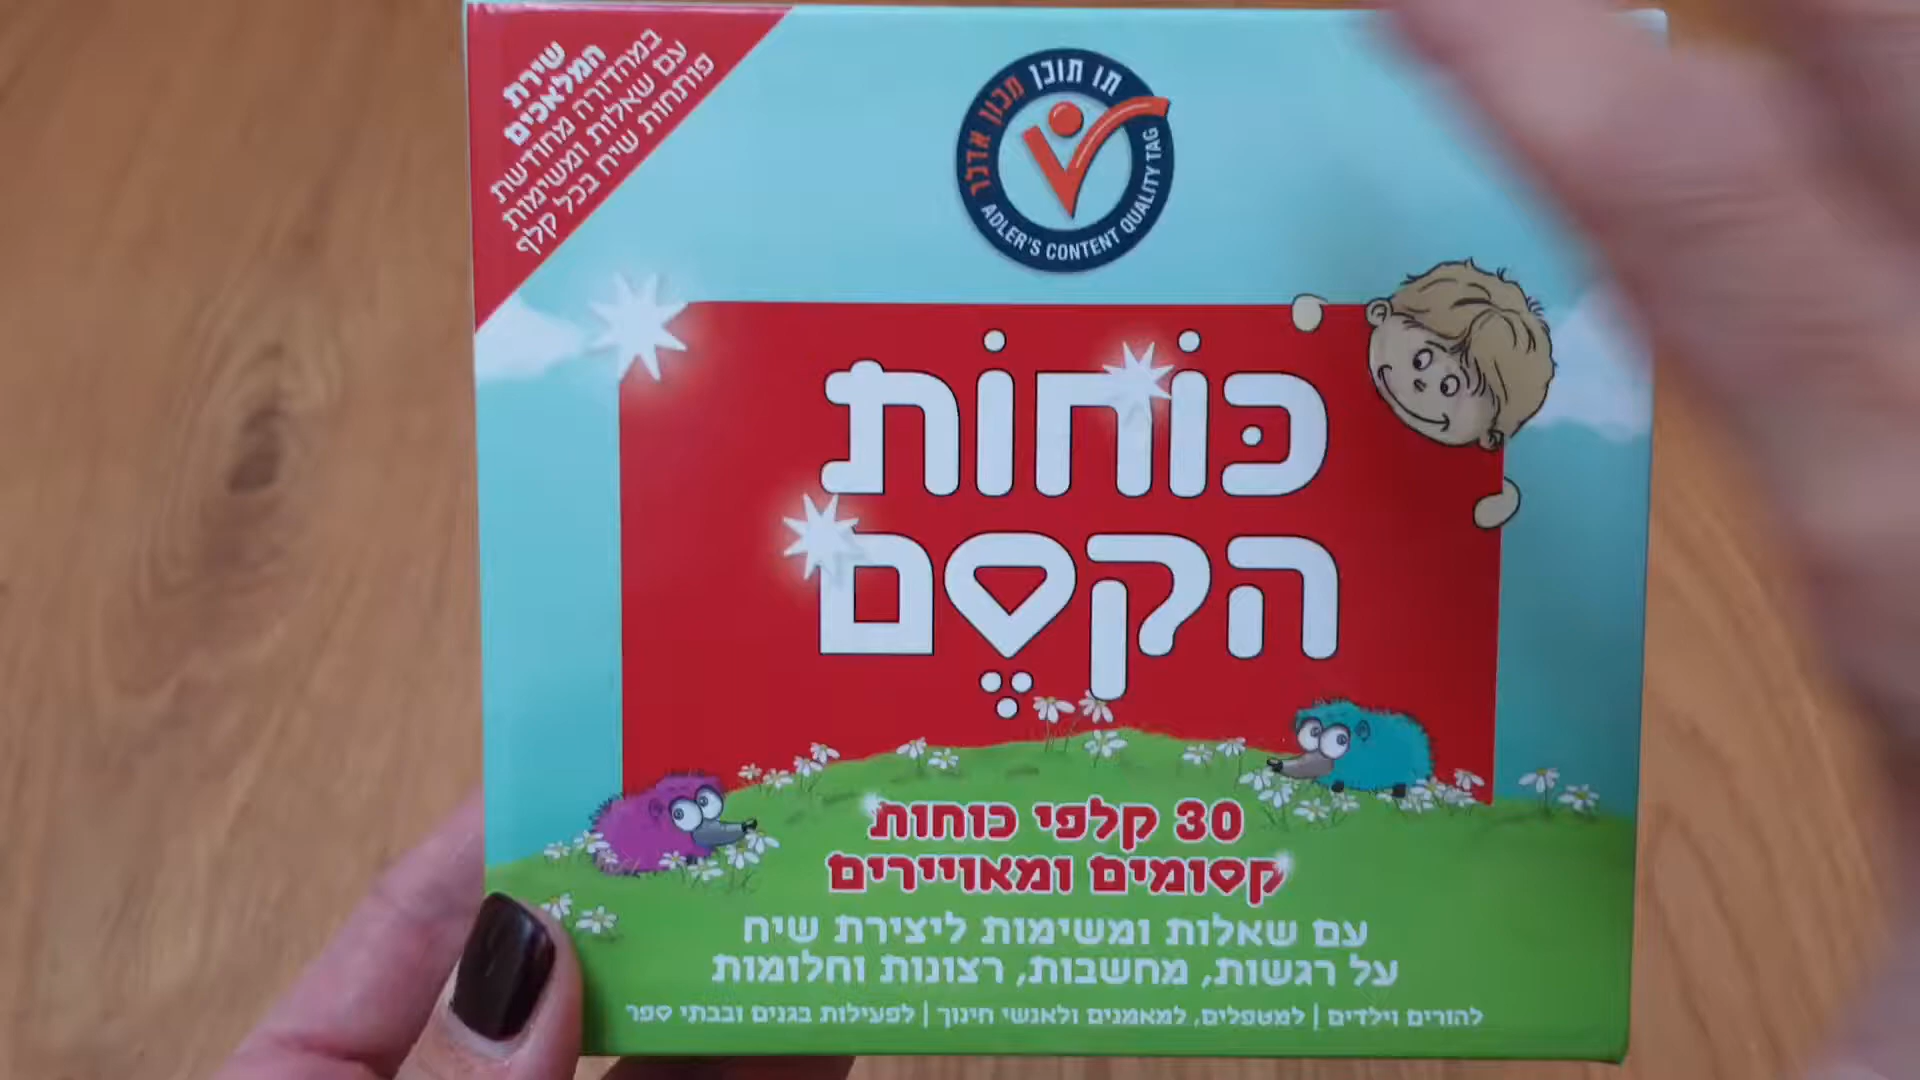 שירת
המלאכים
במהדורה מחודשת
עם שאלות ומשימות
פותחות שיח בכל קלף
תו תוכן מכון אדלר
ADLER'S CONTENT QUALITY TAG
כּוֹחוֹת
הקסֶם
30 קלפי כוחות
קסומים ומאויירים
עם שאלות ומשימות ליצירת שיח
על רגשות, מחשבות, רצונות וחלומות
להורים וילדים | למטפלים, למאמנים ולאנשי חינוך | לפעילות בגנים ובבתי ספר